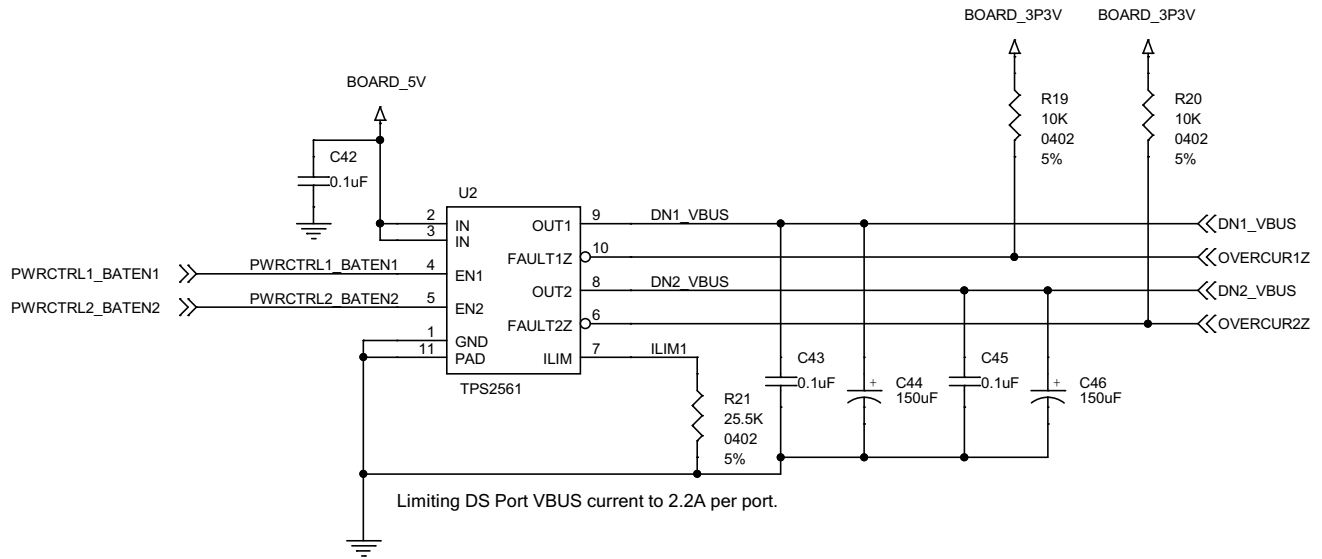 BOARD_3P3V
BOARD_3P3V
BOARD_5V
R19
10K
0402
5%
R20
10K
0402
5%
C42
0.1uF
U2
2
IN
3
IN
OUT1
9
DN1_VBUS
DN1_VBUS
FAULT1Z
10
OVERCUR1Z
PWRCTRL1_BATEN1
PWRCTRL1_BATEN1
4
EN1
OUT2
8
DN2_VBUS
DN2_VBUS
PWRCTRL2_BATEN2
PWRCTRL2_BATEN2
5
EN2
FAULT2Z
6
OVERCUR2Z
1
GND
11
PAD
ILIM
7
ILIM1
TPS2561
R21
25.5K
0402
5%
C43
0.1uF
+
C44
150uF
C45
0.1uF
+
C46
150uF
Limiting DS Port VBUS current to 2.2A per port.